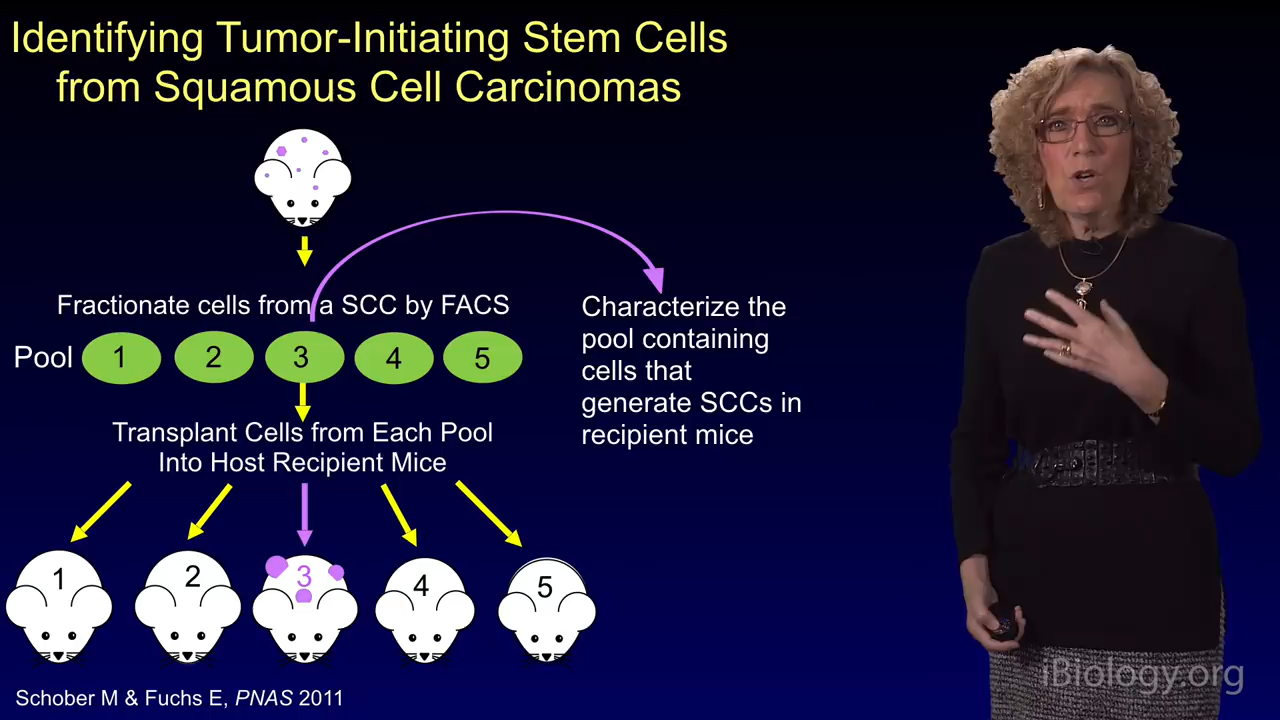 Identifying Tumor-Initiating Stem Cells
from Squamous Cell Carcinomas
Fractionate cells from a SCC by FACS
Pool 1 2 3 4 5
Transplant Cells from Each Pool
Into Host Recipient Mice
1 2 3 4 5
Characterize the
pool containing
cells that
generate SCCs in
recipient mice
Schober M & Fuchs E, PNAS 2011
iBiology.org